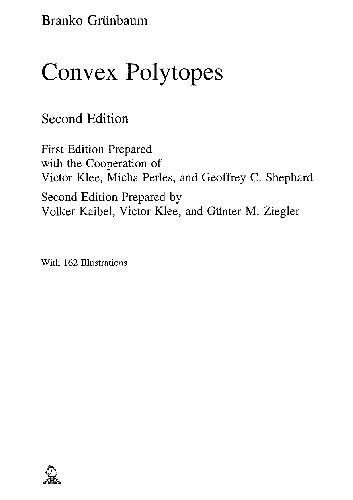 Branko Grünbaum
Convex Polytopes
Second Edition
First Edition Prepared
with the Cooperation of
Victor Klee, Micha Perles, and Geoffrey C. Shephard
Second Edition Prepared by
Volker Kaibel, Victor Klee, and Günter M. Ziegler
With 162 Illustrations